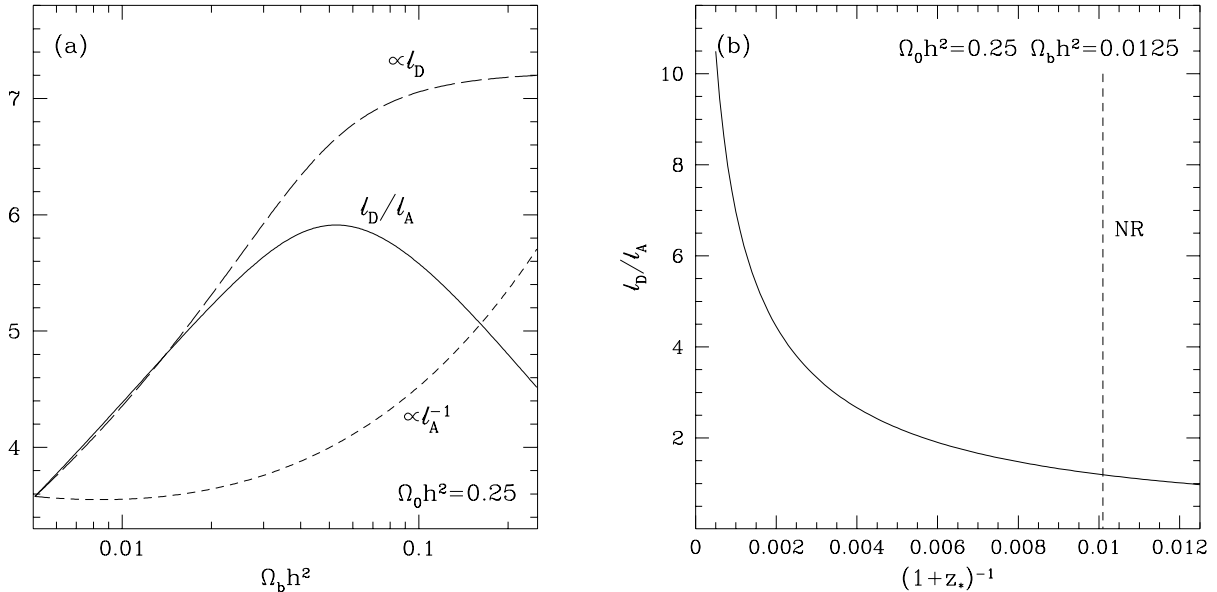 (a)
∝l_D
l_D/l_A
∝l_A^-1
Ω_0h²=0.25
7
6
5
4
0.01
0.1
Ω_bh²
(b)
Ω_0h²=0.25 Ω_bh²=0.0125
NR
l_D/l_A
10
8
6
4
2
0
0.002
0.004
0.006
0.008
0.01
0.012
(1+z_*)^-1